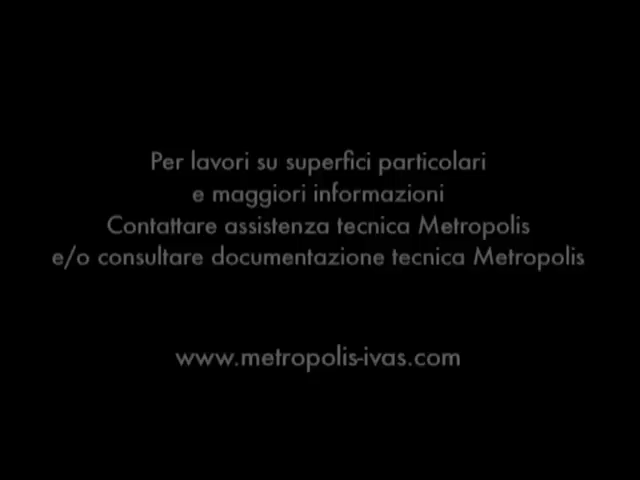 Per lavori su superfici particolari
e maggiori informazioni
Contattare assistenza tecnica Metropolis
e/o consultare documentazione tecnica Metropolis
www.metropolis-ivas.com